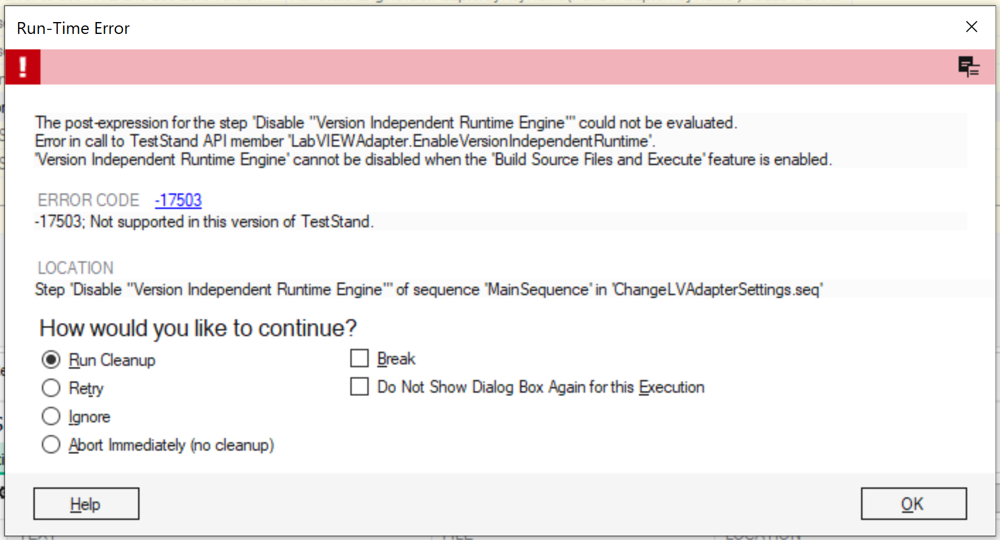 Run-Time Error
The post-expression for the step 'Disable "Version Independent Runtime Engine"' could not be evaluated.
Error in call to TestStand API member 'LabVIEWAdapter.EnableVersionIndependentRuntime'.
'Version Independent Runtime Engine' cannot be disabled when the 'Build Source Files and Execute' feature is enabled.
ERROR CODE -17503
-17503; Not supported in this version of TestStand.
LOCATION
Step 'Disable "Version Independent Runtime Engine"' of sequence 'MainSequence' in 'ChangeLVAdapterSettings.seq'
How would you like to continue?
Run Cleanup
Break
Retry
Do Not Show Dialog Box Again for this Execution
Ignore
Abort Immediately (no cleanup)
Help
OK